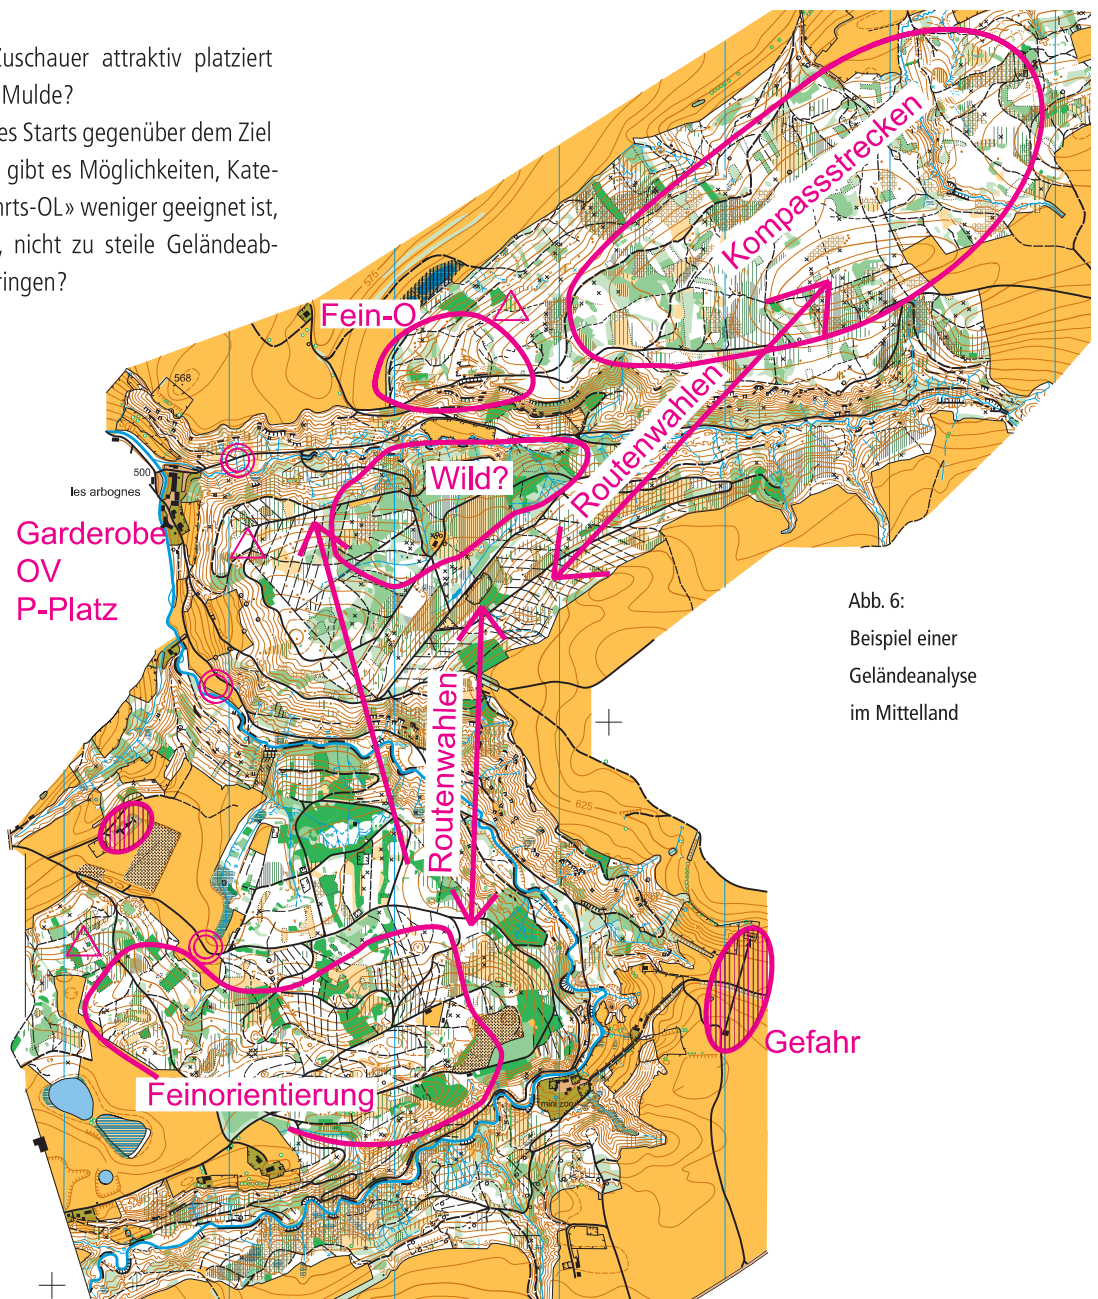 Zuschauer attraktiv platziert
Mulde?
es Starts gegenüber dem Ziel
gibt es Möglichkeiten, Kate-
hrts-OL» weniger geeignet ist,
, nicht zu steile Geländeab-
ringen?
Kompassstrecken
575
Fein-O
568
Routenwahlen
500
les arbognes
Wild?
Garderobe
OV
P-Platz
Abb. 6:
Beispiel einer
Geländeanalyse
im Mittelland
Routenwahlen
625
Gefahr
Feinorientierung
mini zoo